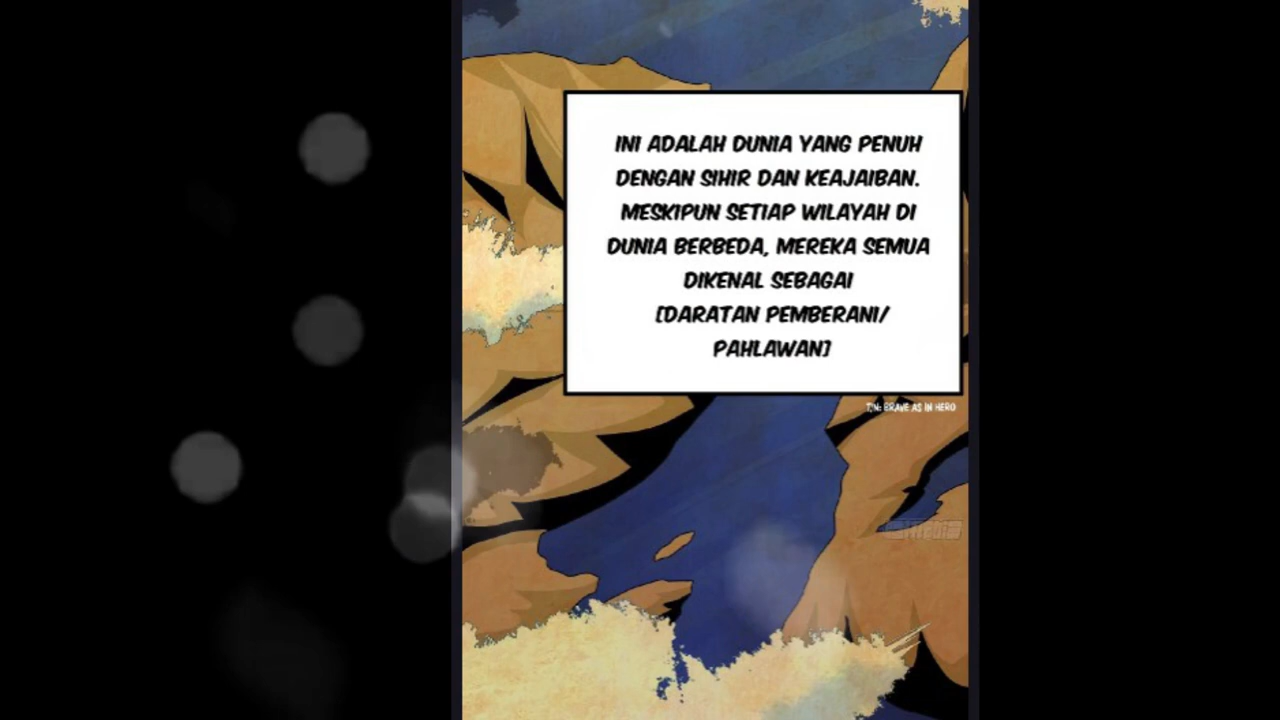 INI ADALAH DUNIA YANG PENUH
DENGAN SIHIR DAN KEAJAIBAN.
MESKIPUN SETIAP WILAYAH DI
DUNIA BERBEDA, MEREKA SEMUA
DIKENAL SEBAGAI
[DARATAN PEMBERANI/
PAHLAWAN]
T/N: BRAVE AS IN HERO